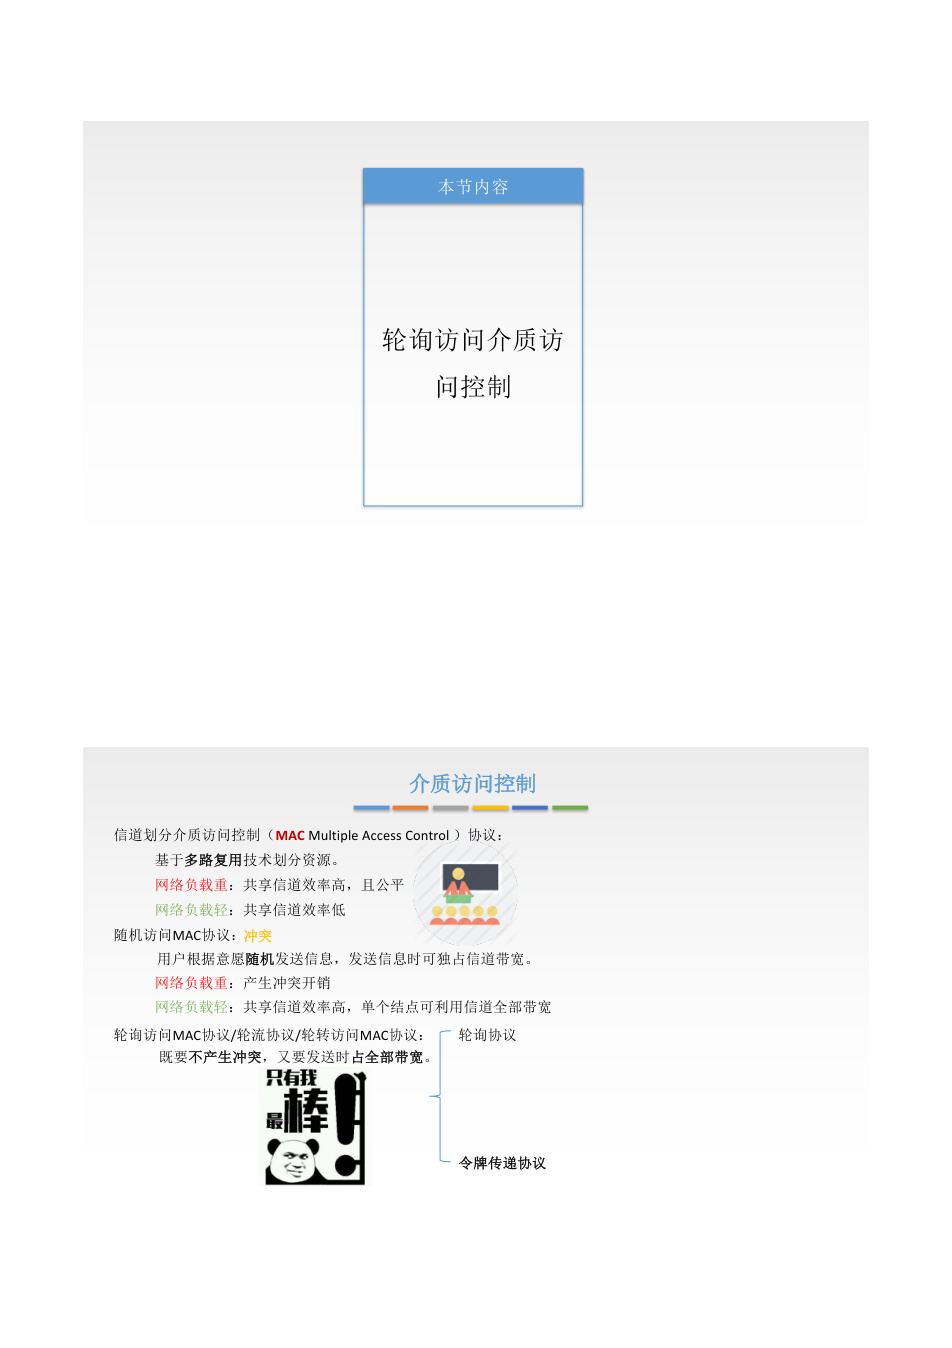 本节内容
轮询访问介质访
问控制
介质访问控制
信道划分介质访问控制（MAC Multiple Access Control ）协议：
基于多路复用技术划分资源。
网络负载重：共享信道效率高，且公平
网络负载轻：共享信道效率低
随机访问MAC协议：冲突
用户根据意愿随机发送信息，发送信息时可独占信道带宽。
网络负载重：产生冲突开销
网络负载轻：共享信道效率高，单个结点可利用信道全部带宽
轮询访问MAC协议/轮流协议/轮转访问MAC协议：
轮询协议
既要不产生冲突，又要发送时占全部带宽。
只有我
最棒!
令牌传递协议